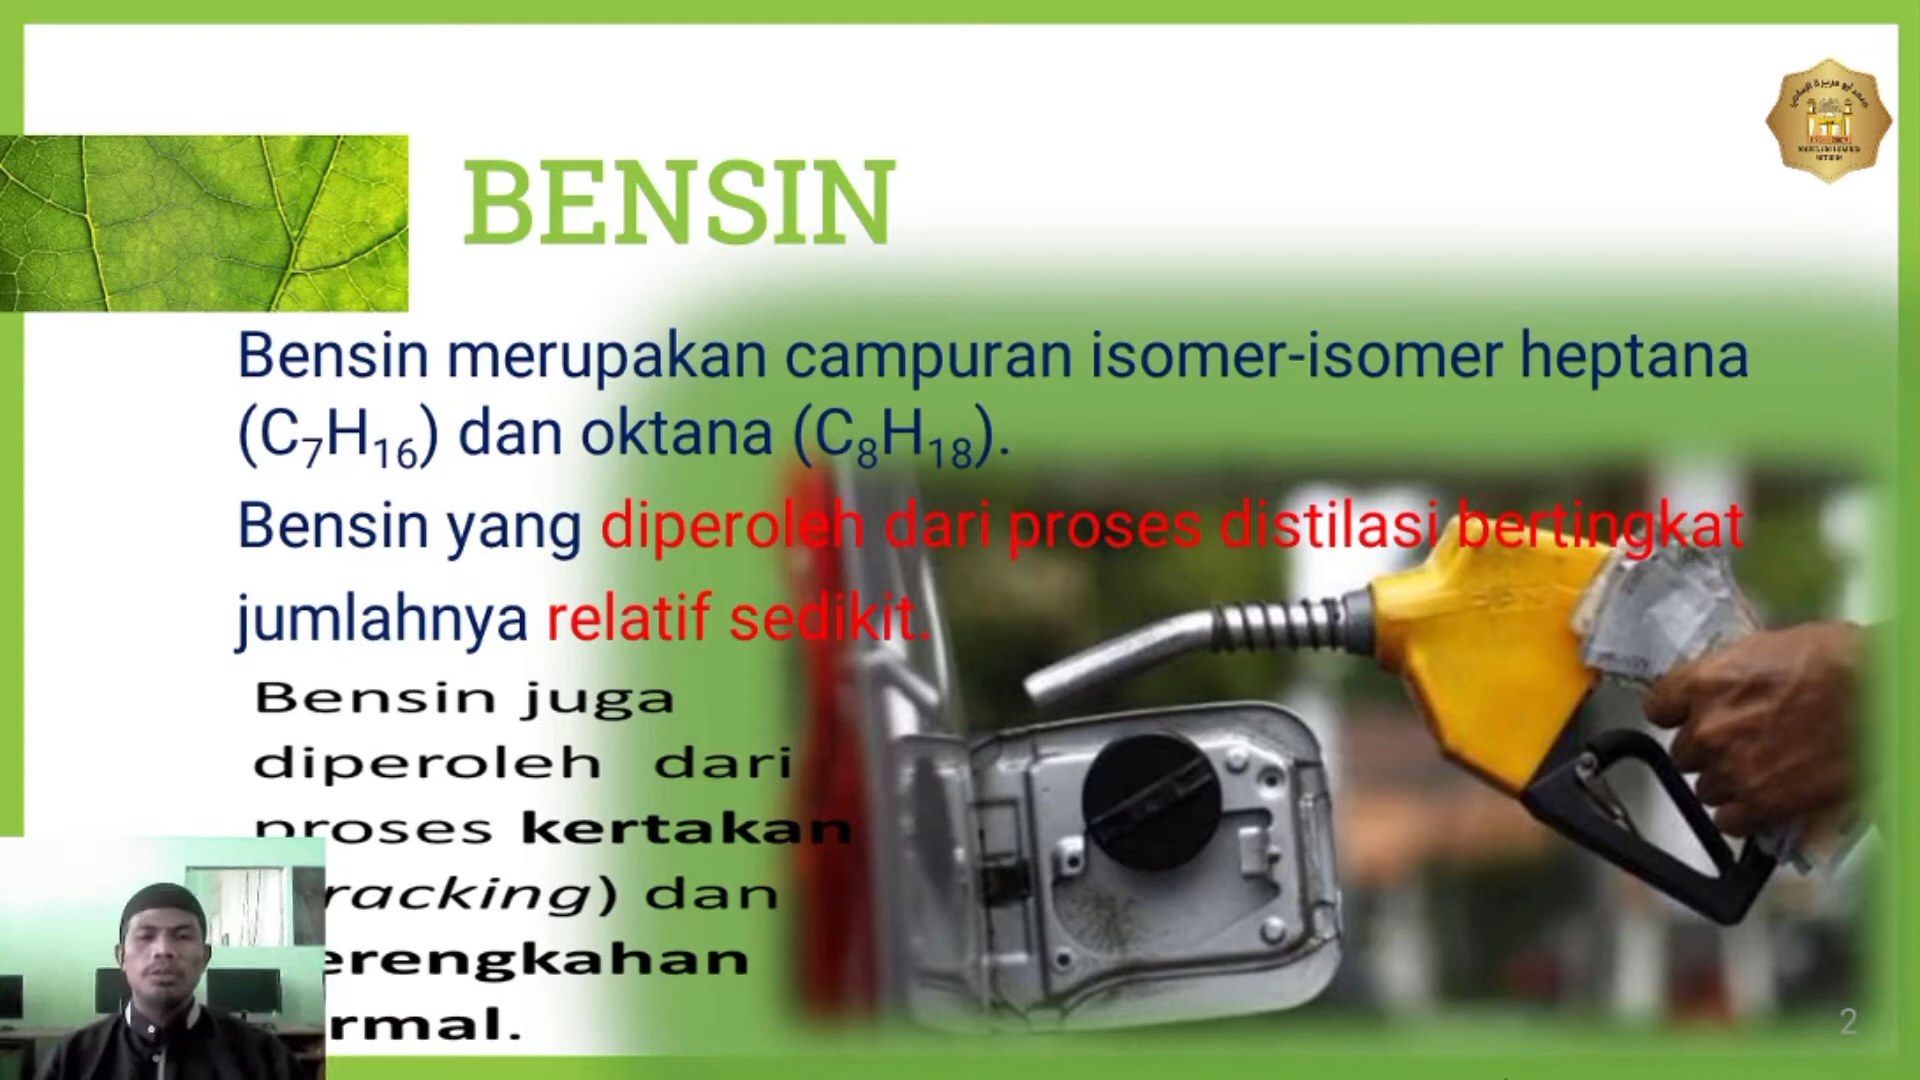 BENSIN
Bensin merupakan campuran isomer-isomer heptana
(C₇H₁₆) dan oktana (C₈H₁₈).
Bensin yang diperoleh dari proses distilasi bertingkat
jumlahnya relatif sedikit.
Bensin juga
diperoleh dari
proses kertakan
racking) dan
erengkahan
rmal.
2